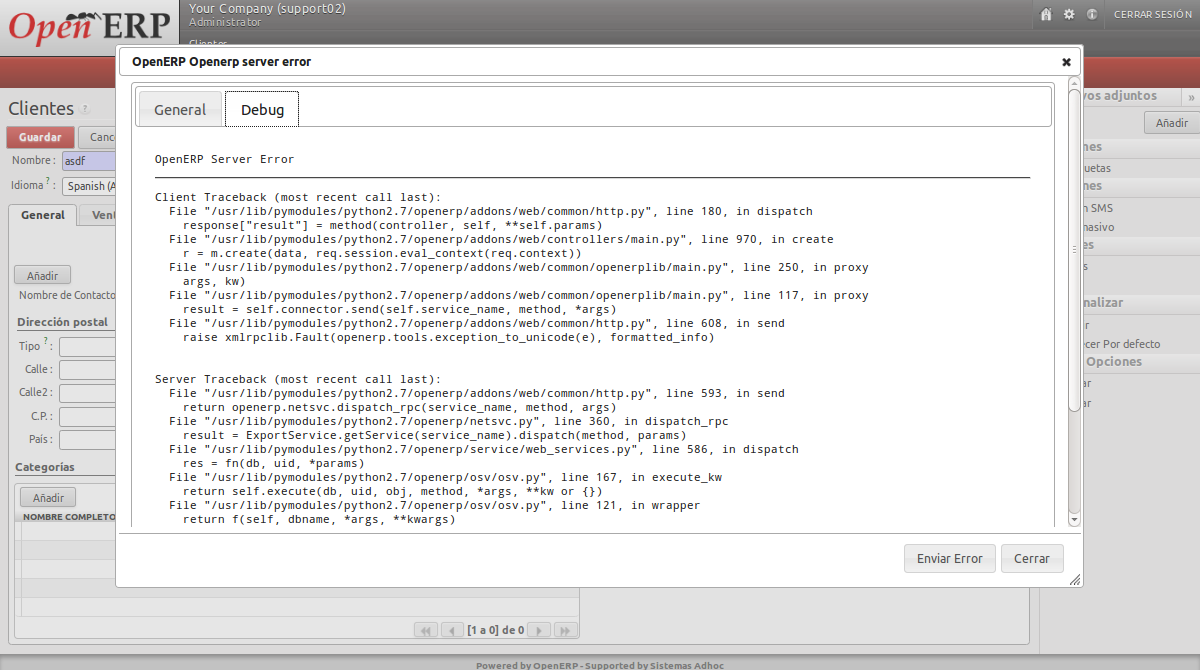 Open ERP
Your Company (support02)
Administrator
Clientes
CERRAR SESIÓN
OpenERP Openerp server error
General
Debug
OpenERP Server Error
Client Traceback (most recent call last):
File "/usr/lib/pymodules/python2.7/openerp/addons/web/common/http.py", line 180, in dispatch
response["result"] = method(controller, self, **self.params)
File "/usr/lib/pymodules/python2.7/openerp/addons/web/controllers/main.py", line 970, in create
r = m.create(data, req.session.eval_context(req.context))
File "/usr/lib/pymodules/python2.7/openerp/addons/web/common/openerplib/main.py", line 250, in proxy
args, kw)
File "/usr/lib/pymodules/python2.7/openerp/addons/web/common/openerplib/main.py", line 117, in proxy
result = self.connector.send(self.service_name, method, *args)
File "/usr/lib/pymodules/python2.7/openerp/addons/web/common/http.py", line 608, in send
raise xmlrpclib.Fault(openerp.tools.exception_to_unicode(e), formatted_info)
Server Traceback (most recent call last):
File "/usr/lib/pymodules/python2.7/openerp/addons/web/common/http.py", line 593, in send
return openerp.netsvc.dispatch_rpc(service_name, method, args)
File "/usr/lib/pymodules/python2.7/openerp/netsvc.py", line 360, in dispatch_rpc
result = ExportService.getService(service_name).dispatch(method, params)
File "/usr/lib/pymodules/python2.7/openerp/service/web_services.py", line 586, in dispatch
res = fn(db, uid, *params)
File "/usr/lib/pymodules/python2.7/openerp/osv/osv.py", line 167, in execute_kw
return self.execute(db, uid, obj, method, *args, **kw or {})
File "/usr/lib/pymodules/python2.7/openerp/osv/osv.py", line 121, in wrapper
return f(self, dbname, *args, **kwargs)
Enviar Error
Cerrar
Clientes ?
Guardar
Canc
Nombre : asdf
Idioma ? : Spanish (A
General
Vent
Añadir
Nombre de Contacto
Dirección postal
Tipo ? :
Calle :
Calle2 :
C.P. :
País :
Categorías
Añadir
NOMBRE COMPLETO
[1 a 0] de 0
vos adjuntos »
Añadir
nes
uetas
nes
n SMS
nasivo
es
s
nalizar
r
cer Por defecto
Opciones
ar
ar
Powered by OpenERP - Supported by Sistemas Adhoc